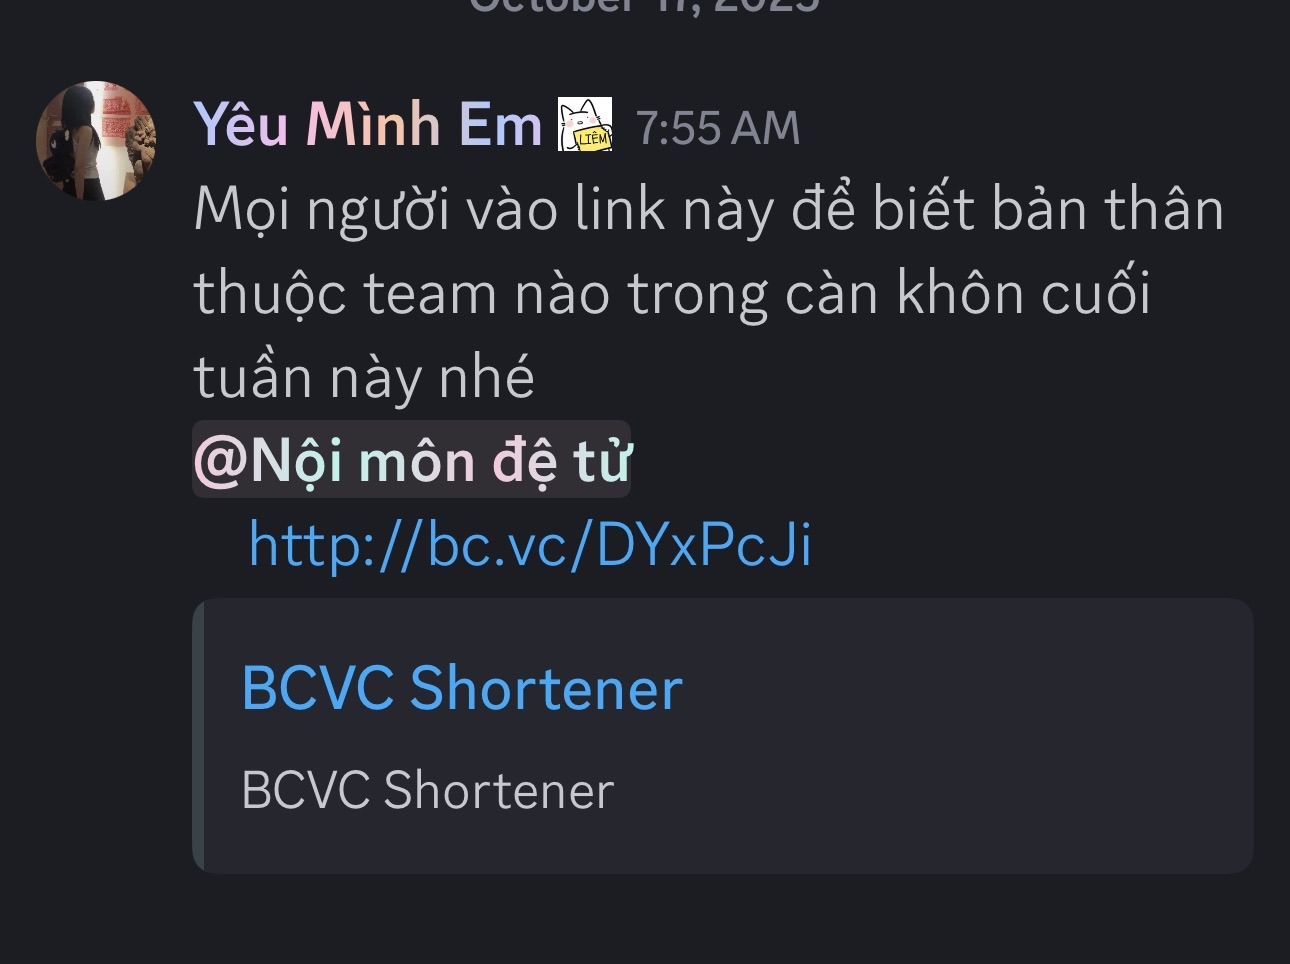 October 17, 2025
Yêu Mình Em LIÊM 7:55 AM
Mọi người vào link này để biết bản thân
thuộc team nào trong càn khôn cuối
tuần này nhé
@Nội môn đệ tử
http://bc.vc/DYxPcJi
BCVC Shortener
BCVC Shortener